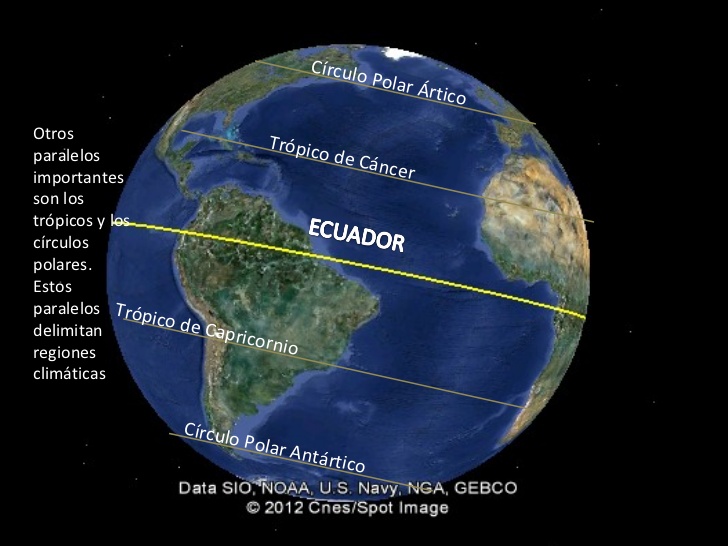 Círculo Polar Ártico
Otros
paralelos
importantes
son los
trópicos y los
círculos
polares.
Estos
paralelos
delimitan
regiones
climáticas
Trópico de Cáncer
ECUADOR
Trópico de Capricornio
Círculo Polar Antártico
Data SIO, NOAA, U.S. Navy, NGA, GEBCO
© 2012 Cnes/Spot Image